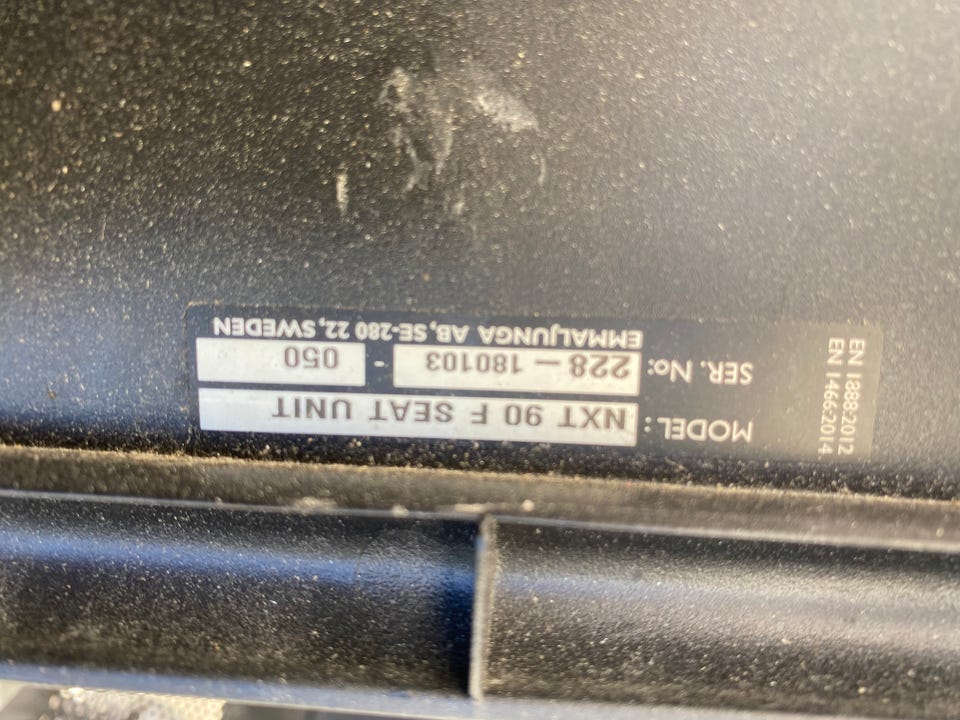 EN 1888:2012
EN 1466:2014
MODEL: NXT 90 F SEAT UNIT
SER. No: 228 - 180103 - 050
EMMALJUNGA AB, SE-280 22, SWEDEN